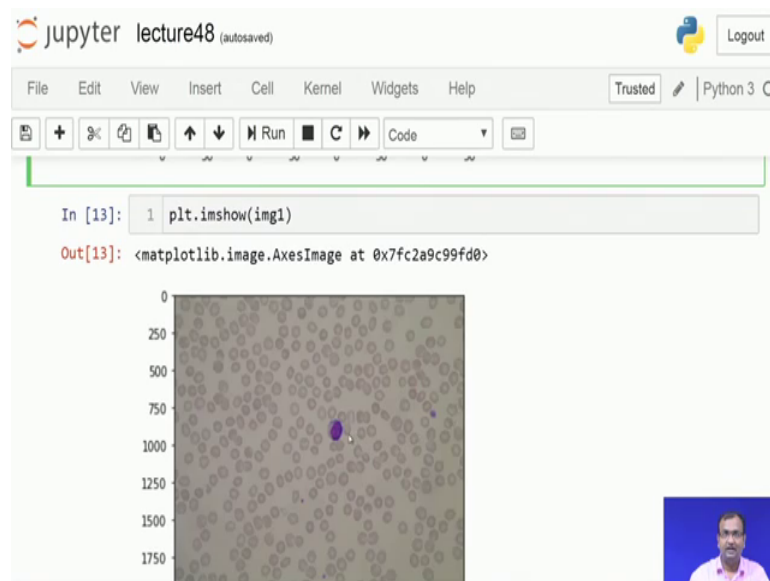 jupyter lecture48 (autosaved)
Logout
File Edit View Insert Cell Kernel Widgets Help
Trusted
Python 3
Run
Code
In [13]: 1 plt.imshow(img1)
Out[13]: <matplotlib.image.AxesImage at 0x7fc2a9c99fd0>
0
250
500
750
1000
1250
1500
1750